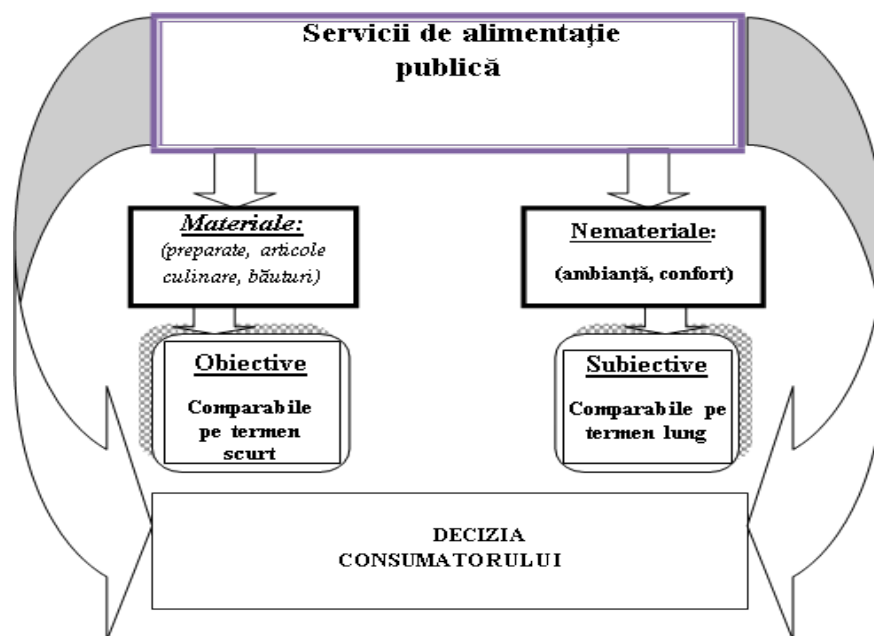 Servicii de alimentaţie
publică
Materiale:
(preparate, articole
culinare, băuturi)
Nemateriale:
(ambianţă, confort)
Obiective
Comparabile
pe termen
scurt
Subiective
Comparabile pe
termen lung
DECIZIA
CONSUMATORULUI